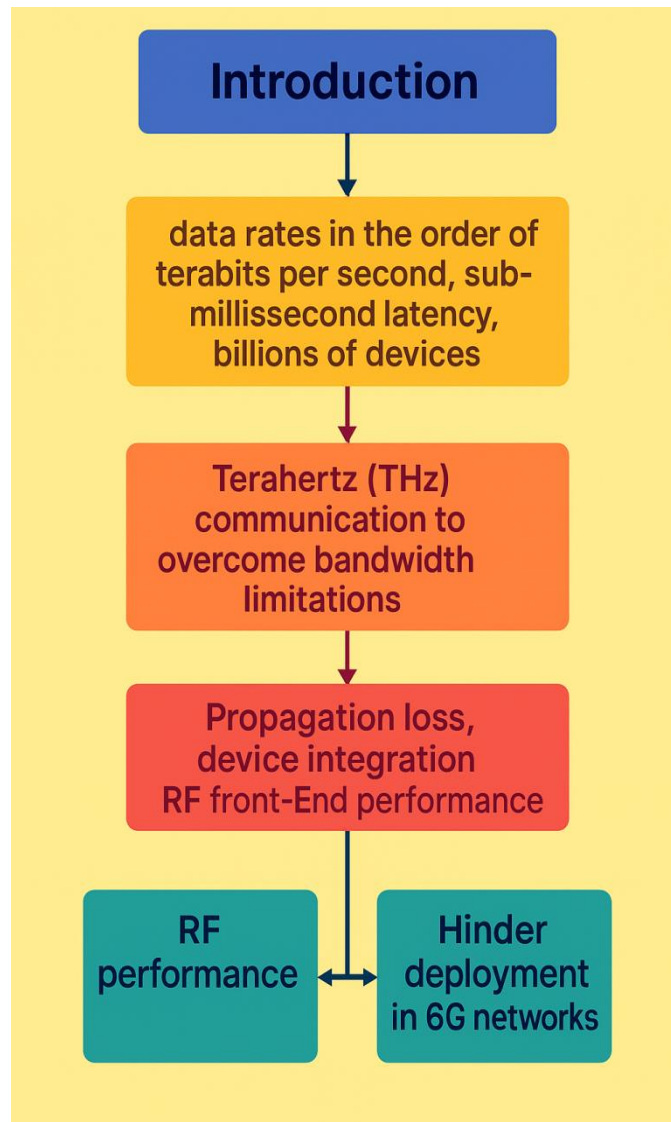 Introduction
data rates in the order of
terabits per second, sub-
millissecond latency,
billions of devices
Terahertz (THz)
communication to
overcome bandwidth
limitations
Propagation loss,
device integration
RF front-End performance
RF
performance
Hinder
deployment
in 6G networks